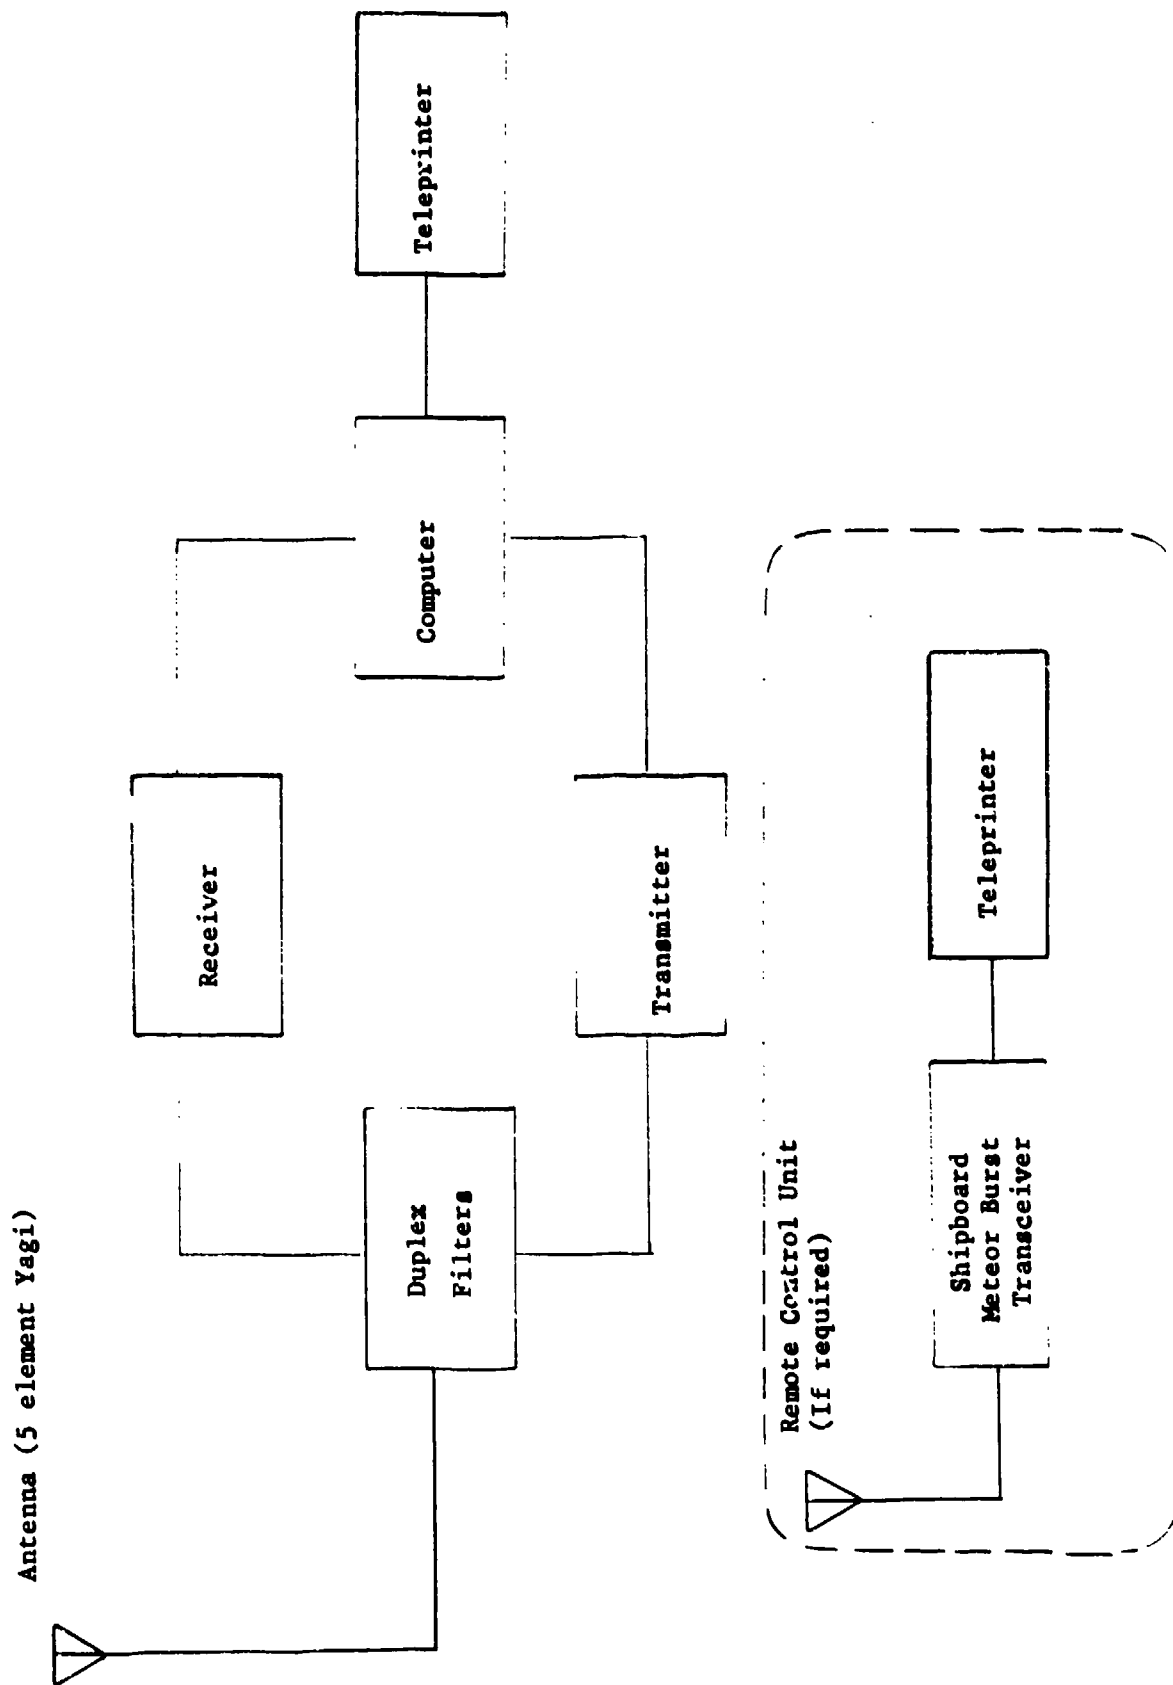 Antenna (5 element Yagi)
Receiver
Duplex
Filters
Computer
Teleprinter
Transmitter
Remote Control Unit
(If required)
Shipboard
Meteor Burst
Transceiver
Teleprinter